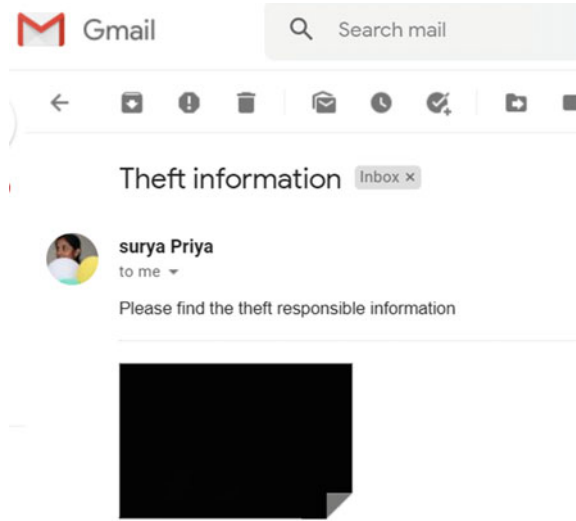 Gmail
Search mail
Theft information Inbox ×
surya Priya
to me
Please find the theft responsible information